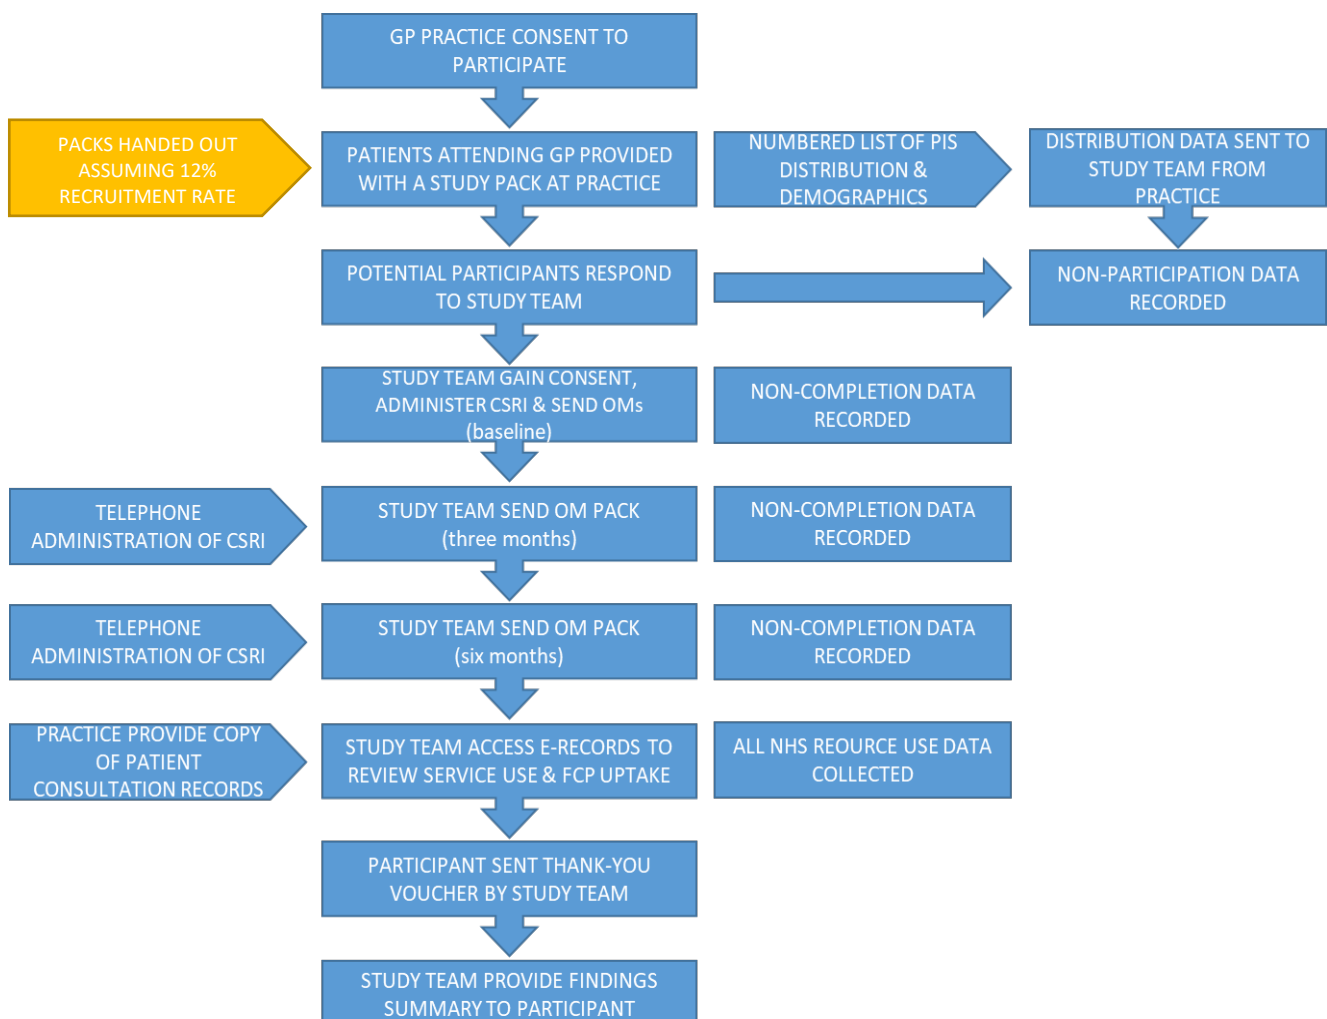 GP PRACTICE CONSENT TO
PARTICIPATE
PACKS HANDED OUT
ASSUMING 12%
RECRUITMENT RATE
PATIENTS ATTENDING GP PROVIDED
WITH A STUDY PACK AT PRACTICE
NUMBERED LIST OF PIS
DISTRIBUTION &
DEMOGRAPHICS
DISTRIBUTION DATA SENT TO
STUDY TEAM FROM
PRACTICE
POTENTIAL PARTICIPANTS RESPOND
TO STUDY TEAM
NON-PARTICIPATION DATA
RECORDED
STUDY TEAM GAIN CONSENT,
ADMINISTER CSRI & SEND OMs
(baseline)
NON-COMPLETION DATA
RECORDED
TELEPHONE
ADMINISTRATION OF CSRI
STUDY TEAM SEND OM PACK
(three months)
NON-COMPLETION DATA
RECORDED
TELEPHONE
ADMINISTRATION OF CSRI
STUDY TEAM SEND OM PACK
(six months)
NON-COMPLETION DATA
RECORDED
PRACTICE PROVIDE COPY
OF PATIENT
CONSULTATION RECORDS
STUDY TEAM ACCESS E-RECORDS TO
REVIEW SERVICE USE & FCP UPTAKE
ALL NHS REOURCE USE DATA
COLLECTED
PARTICIPANT SENT THANK-YOU
VOUCHER BY STUDY TEAM
STUDY TEAM PROVIDE FINDINGS
SUMMARY TO PARTICIPANT